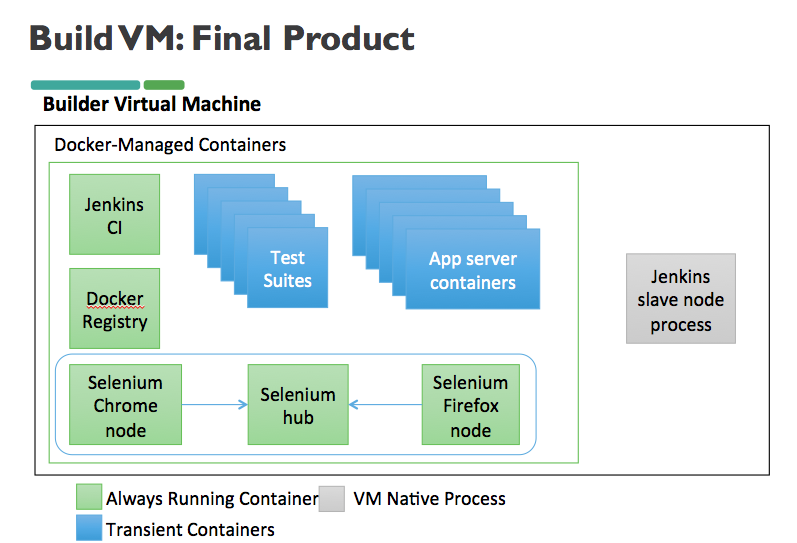 Build VM: Final Product
Builder Virtual Machine
Docker-Managed Containers
Jenkins
CI
Test
Suites
App server
containers
Docker
Registry
Jenkins
slave node
process
Selenium
Chrome
node
Selenium
hub
Selenium
Firefox
node
Always Running Container
VM Native Process
Transient Containers